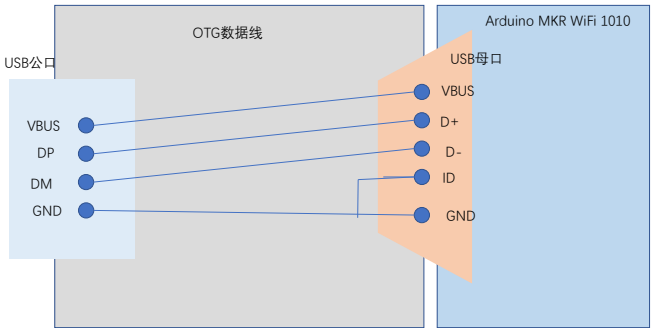 Arduino MKR WiFi 1010
OTG数据线
USB公口
USB母口
VBUS
DP
DM
GND
VBUS
D+
D-
ID
GND